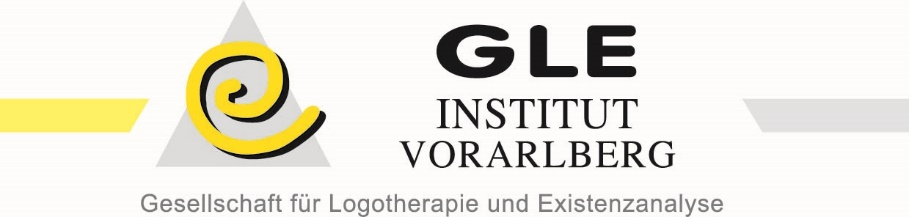 GLE
INSTITUT
VORARLBERG
Gesellschaft für Logotherapie und Existenzanalyse